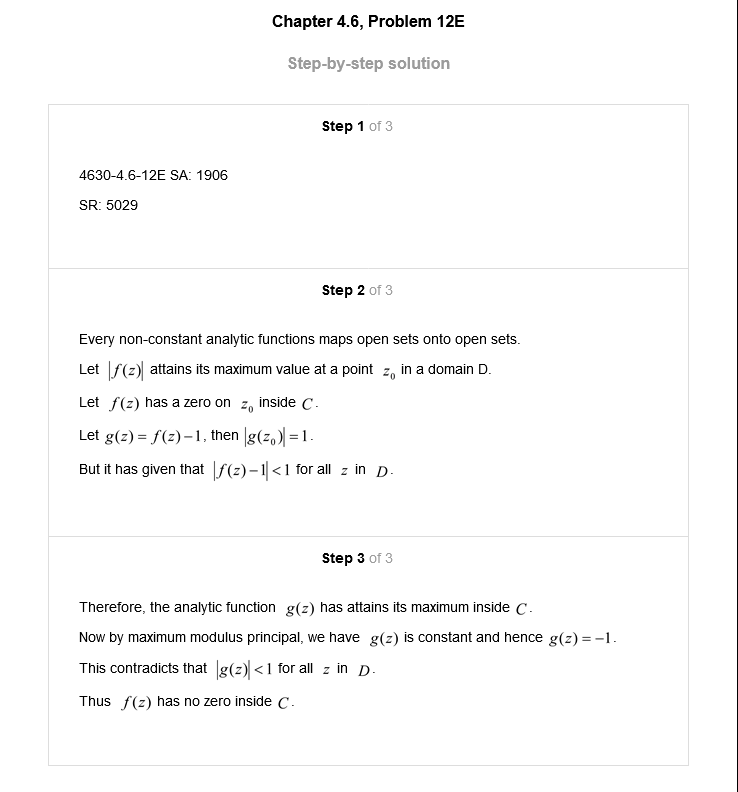 Chapter 4.6, Problem 12E
Step-by-step solution
Step 1 of 3
4630-4.6-12E SA: 1906
SR: 5029
Step 2 of 3
Every non-constant analytic functions maps open sets onto open sets.
Let |f(z)| attains its maximum value at a point z₀ in a domain D.
Let f(z) has a zero on z₀ inside C.
Let g(z) = f(z) − 1, then |g(z₀)| = 1.
But it has given that |f(z) − 1| < 1 for all z in D.
Step 3 of 3
Therefore, the analytic function g(z) has attains its maximum inside C.
Now by maximum modulus principal, we have g(z) is constant and hence g(z) = −1.
This contradicts that |g(z)| < 1 for all z in D.
Thus f(z) has no zero inside C.